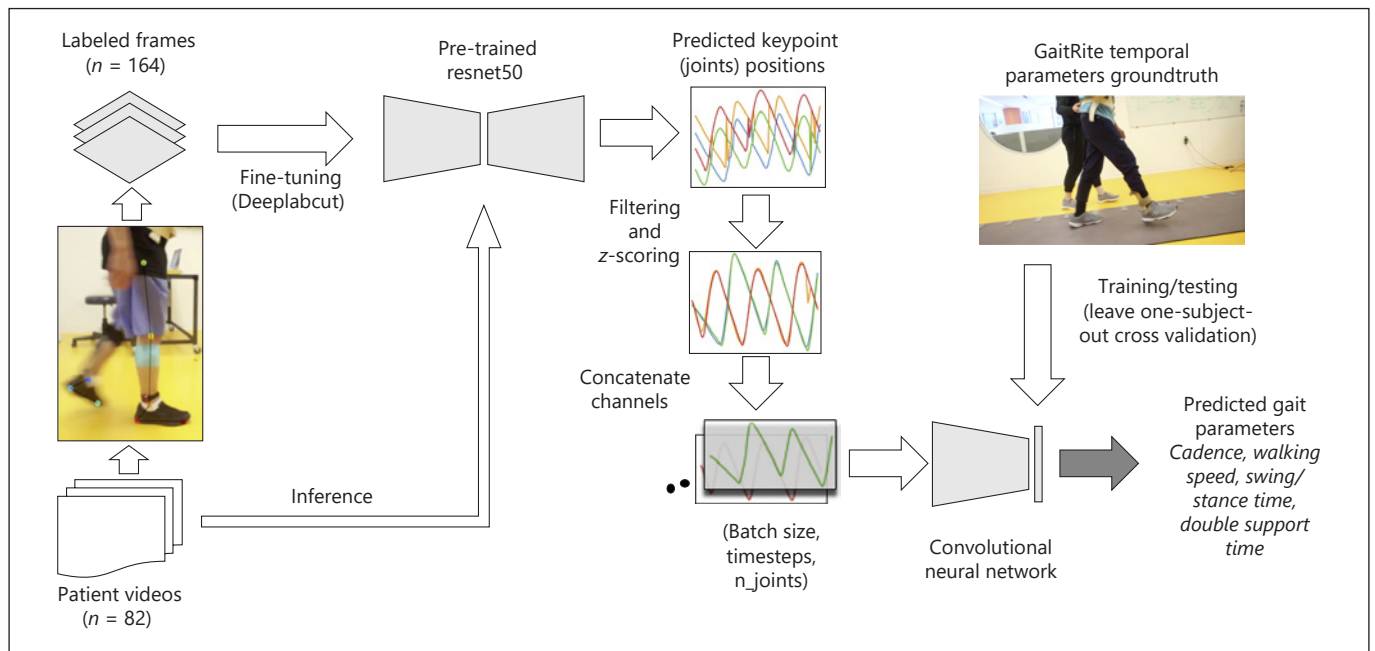 Labeled frames
(n = 164)
Pre-trained
resnet50
Predicted keypoint
(joints) positions
GaitRite temporal
parameters groundtruth
Fine-tuning
(Deeplabcut)
Filtering
and
z-scoring
Training/testing
(leave one-subject-
out cross validation)
Concatenate
channels
Predicted gait
parameters
Cadence, walking
speed, swing/
stance time,
double support
time
Inference
(Batch size,
timesteps,
n_joints)
Convolutional
neural network
Patient videos
(n = 82)